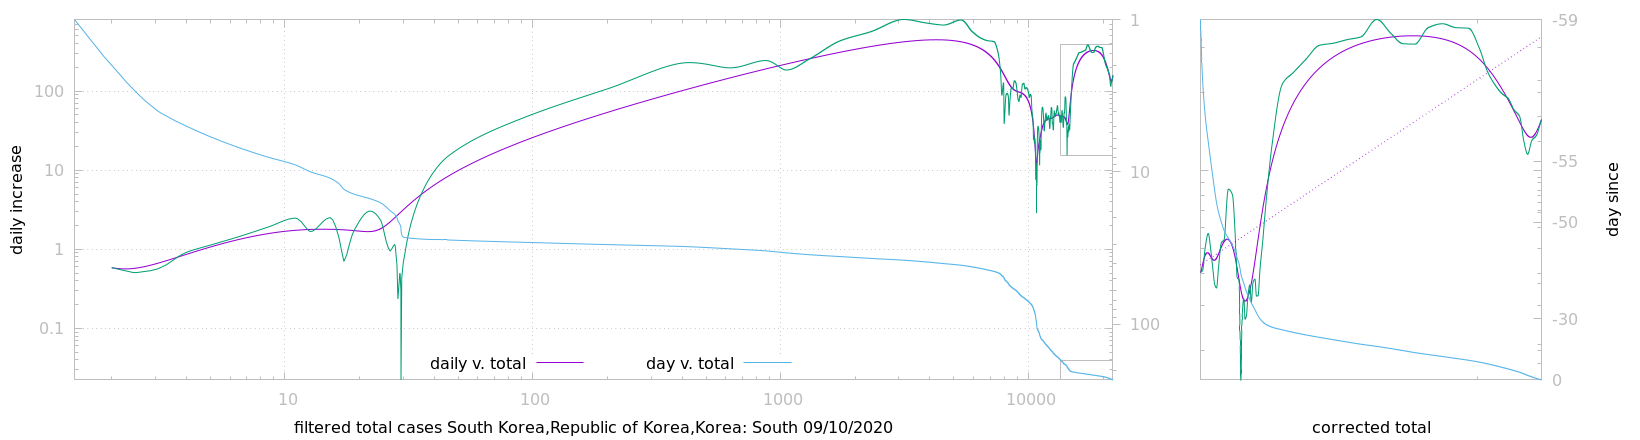 daily increase
100
10
1
0.1
daily v. total
day v. total
10
100
1000
10000
1
10
100
filtered total cases South Korea,Republic of Korea,Korea: South 09/10/2020
-59
-55
-50
-30
0
day since
corrected total